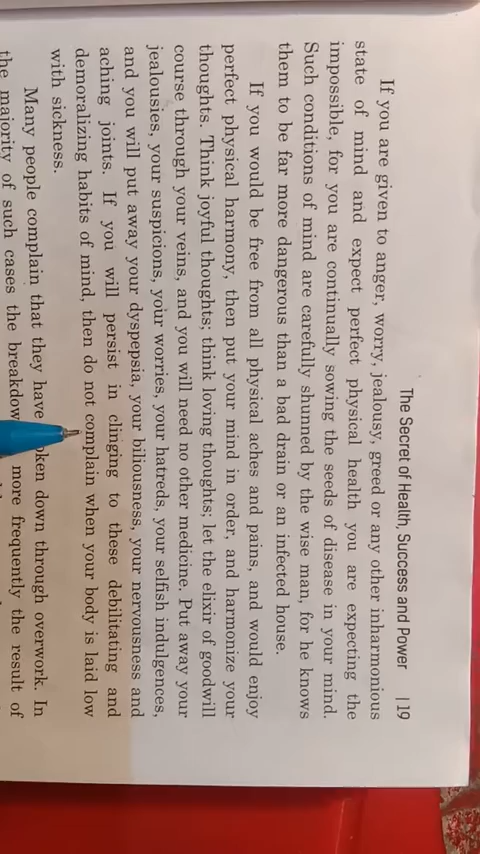 The Secret of Health, Success and Power | 19
If you are given to anger, worry, jealousy, greed or any other inharmonious
state of mind and expect perfect physical health you are expecting the
impossible, for you are continually sowing the seeds of disease in your mind.
Such conditions of mind are carefully shunned by the wise man, for he knows
them to be far more dangerous than a bad drain or an infected house.
If you would be free from all physical aches and pains, and would enjoy
perfect physical harmony, then put your mind in order, and harmonize your
thoughts. Think joyful thoughts; think loving thoughts; let the elixir of goodwill
course through your veins, and you will need no other medicine. Put away your
jealousies, your suspicions, your worries, your hatreds, your selfish indulgences,
and you will put away your dyspepsia, your biliousness, your nervousness and
aching joints. If you will persist in clinging to these debilitating and
demoralizing habits of mind, then do not complain when your body is laid low
with sickness.
Many people complain that they have oken down through overwork. In
the majority of such cases the breakdow more frequently the result of